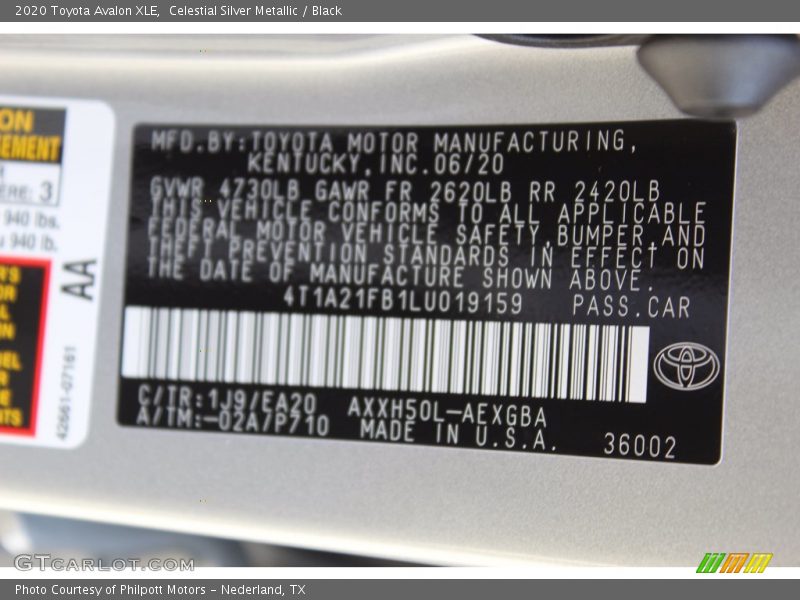 2020 Toyota Avalon XLE, Celestial Silver Metallic / Black
MFD.BY:TOYOTA MOTOR MANUFACTURING,
KENTUCKY,INC.06/20
GVWR 4730LB GAWR FR 2620LB RR 2420LB
THIS VEHICLE CONFORMS TO ALL APPLICABLE
FEDERAL MOTOR VEHICLE SAFETY,BUMPER,AND
THEFT PREVENTION STANDARDS IN EFFECT ON
THE DATE OF MANUFACTURE SHOWN ABOVE.
4T1A21FB1LU019159 PASS.CAR
C/TR:1J9/EA20 AXXH50L-AEXGBA
A/TM:-02A/P710 MADE IN U.S.A. 36002
ON
EMENT
ERE: 3
940 lbs.
940 lb.
AA
42661-07161
GTCARLOT.COM
Photo Courtesy of Philpott Motors - Nederland, TX